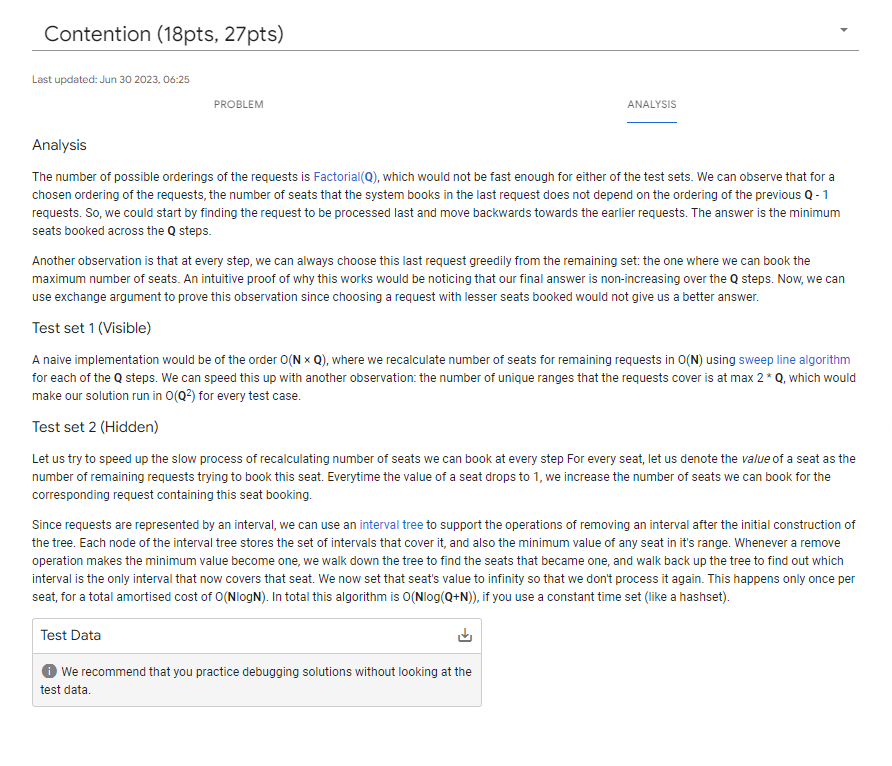 Contention (18pts, 27pts)
Last updated: Jun 30 2023, 06:25
PROBLEM
ANALYSIS
Analysis
The number of possible orderings of the requests is Factorial(Q), which would not be fast enough for either of the test sets. We can observe that for a
chosen ordering of the requests, the number of seats that the system books in the last request does not depend on the ordering of the previous Q - 1
requests. So, we could start by finding the request to be processed last and move backwards towards the earlier requests. The answer is the minimum
seats booked across the Q steps.
Another observation is that at every step, we can always choose this last request greedily from the remaining set: the one where we can book the
maximum number of seats. An intuitive proof of why this works would be noticing that our final answer is non-increasing over the Q steps. Now, we can
use exchange argument to prove this observation since choosing a request with lesser seats booked would not give us a better answer.
Test set 1 (Visible)
A naive implementation would be of the order O(N × Q), where we recalculate number of seats for remaining requests in O(N) using sweep line algorithm
for each of the Q steps. We can speed this up with another observation: the number of unique ranges that the requests cover is at max 2 * Q, which would
make our solution run in O(Q²) for every test case.
Test set 2 (Hidden)
Let us try to speed up the slow process of recalculating number of seats we can book at every step For every seat, let us denote the value of a seat as the
number of remaining requests trying to book this seat. Everytime the value of a seat drops to 1, we increase the number of seats we can book for the
corresponding request containing this seat booking.
Since requests are represented by an interval, we can use an interval tree to support the operations of removing an interval after the initial construction of
the tree. Each node of the interval tree stores the set of intervals that cover it, and also the minimum value of any seat in it's range. Whenever a remove
operation makes the minimum value become one, we walk down the tree to find the seats that became one, and walk back up the tree to find out which
interval is the only interval that now covers that seat. We now set that seat's value to infinity so that we don't process it again. This happens only once per
seat, for a total amortised cost of O(NlogN). In total this algorithm is O(Nlog(Q+N)), if you use a constant time set (like a hashset).
Test Data
We recommend that you practice debugging solutions without looking at the
test data.